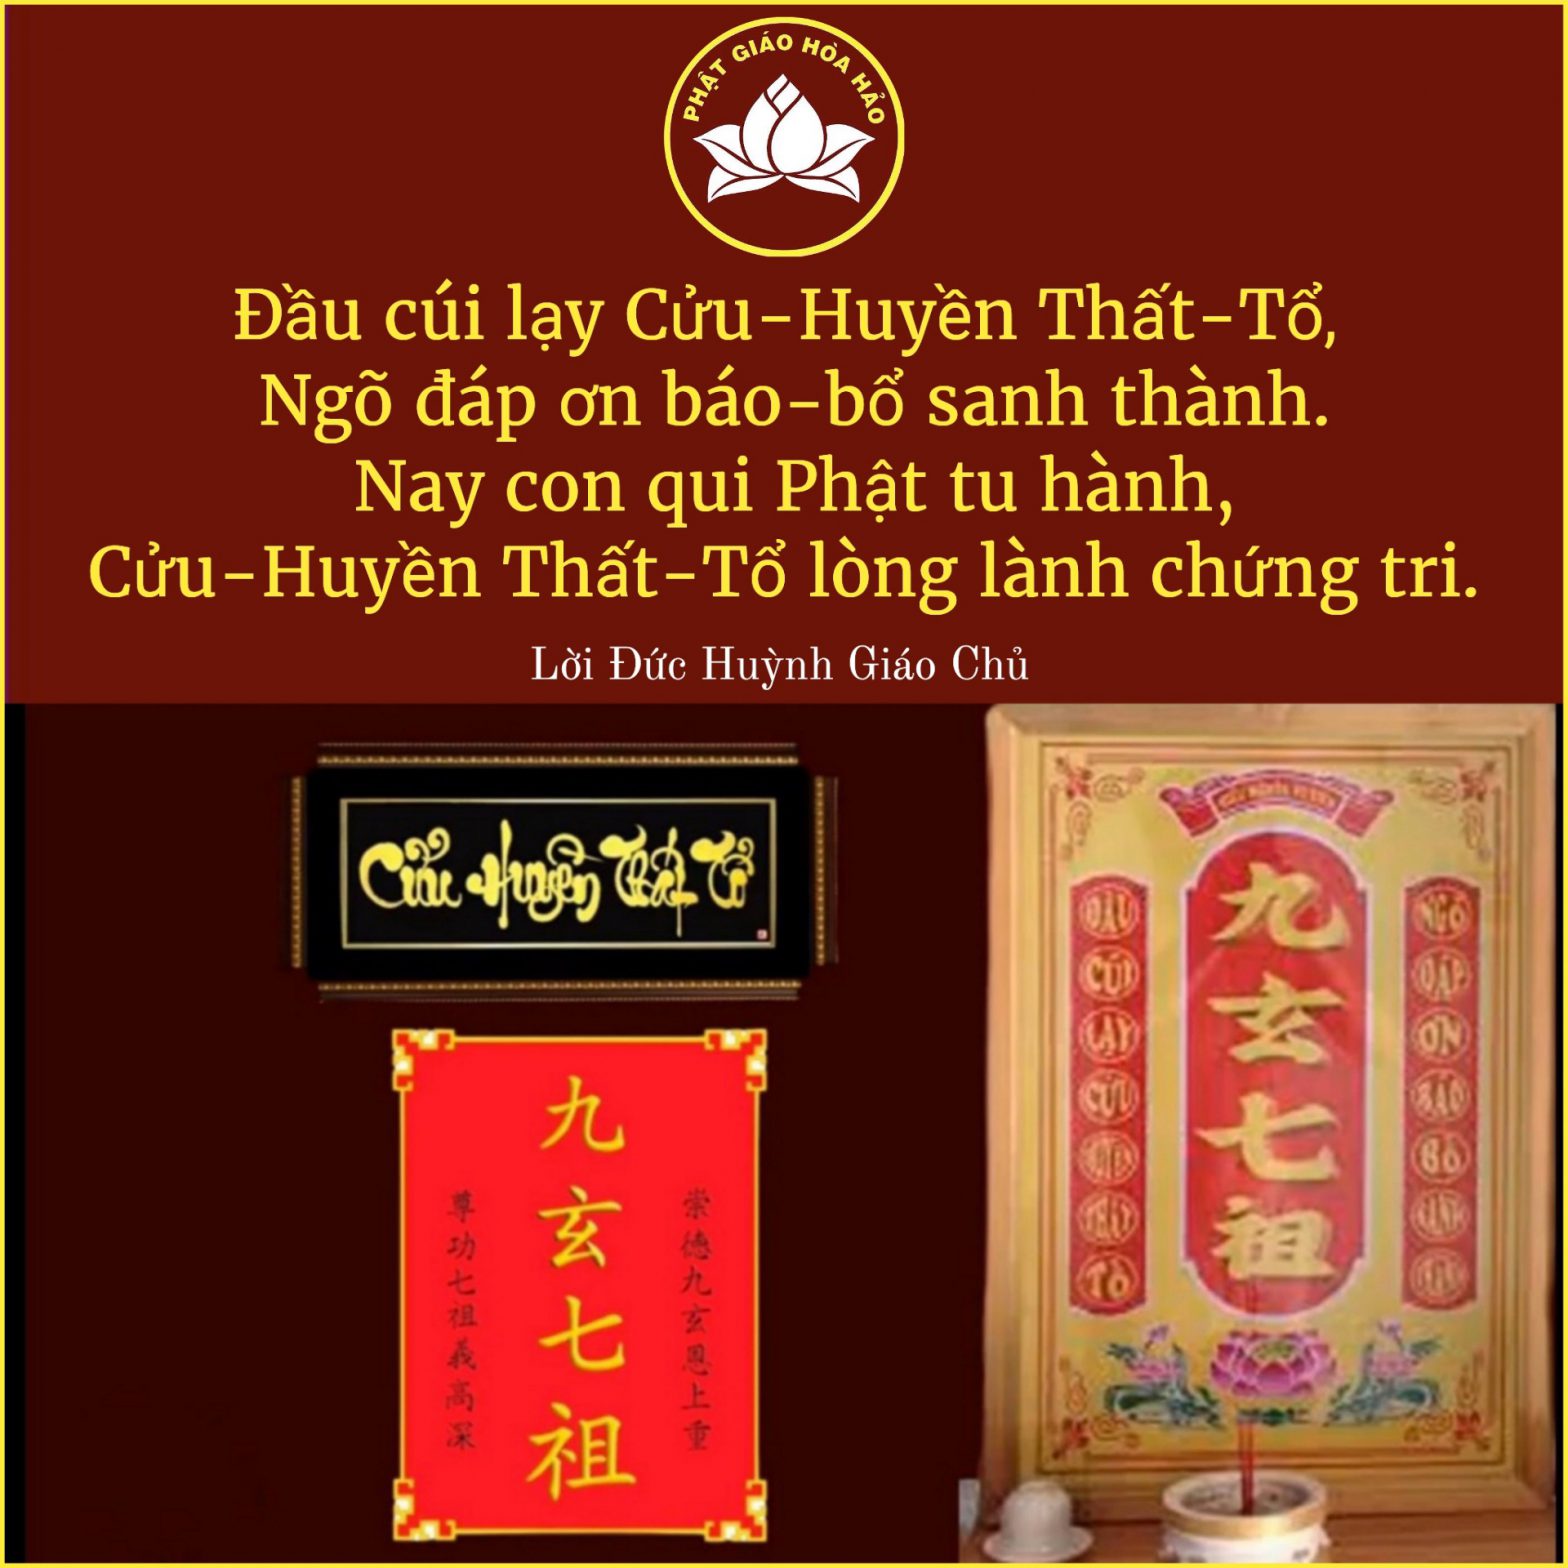 PHẬT GIÁO HÒA HẢO
Đầu cúi lạy Cửu-Huyền Thất-Tổ,
Ngõ đáp ơn báo-bổ sanh thành.
Nay con qui Phật tu hành,
Cửu-Huyền Thất-Tổ lòng lành chứng tri.
Lời Đức Huỳnh Giáo Chủ
Cửu Huyền Thất Tổ
九玄七祖
崇德九玄恩上重
尊功七祖義高深
九玄七祖
ĐẦU
CÚI
LẠY
CỬU
THẤT
TỔ
NGÕ
ĐÁP
ƠN
BÁO
BỔ